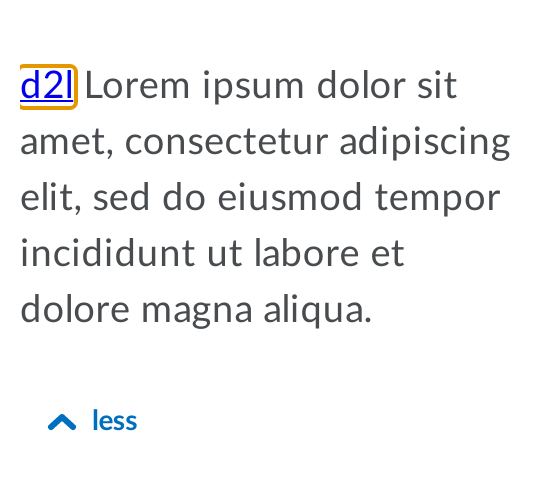 d2l Lorem ipsum dolor sit
amet, consectetur adipiscing
elit, sed do eiusmod tempor
incididunt ut labore et
dolore magna aliqua.
less